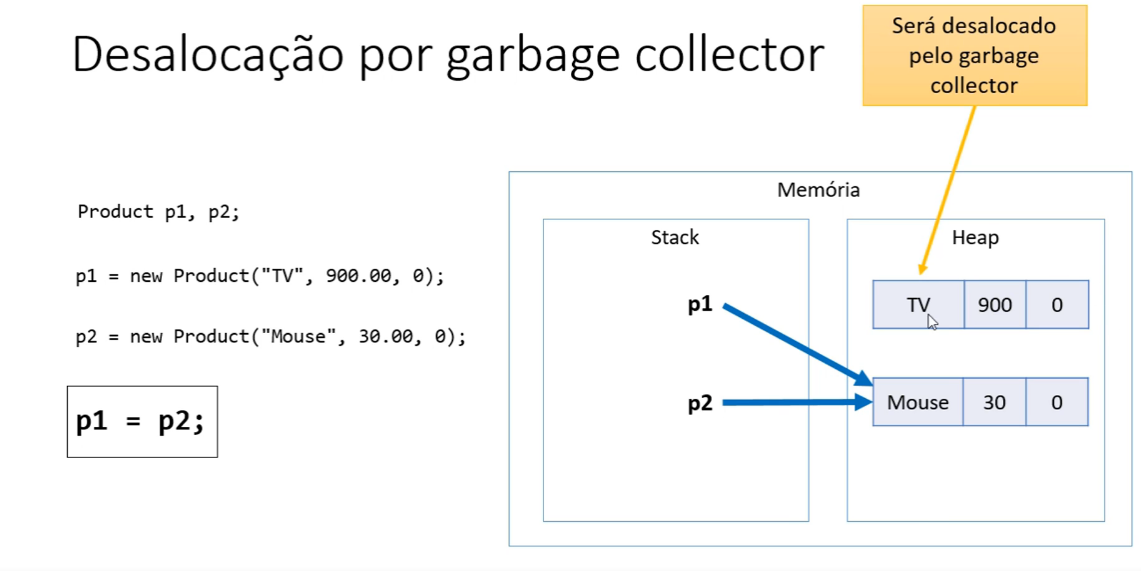 Desalocação por garbage collector
Será desalocado
pelo garbage
collector
Product p1, p2;
p1 = new Product("TV", 900.00, 0);
p2 = new Product("Mouse", 30.00, 0);
p1 = p2;
Memória
Stack
Heap
p1
TV 900 0
p2
Mouse 30 0